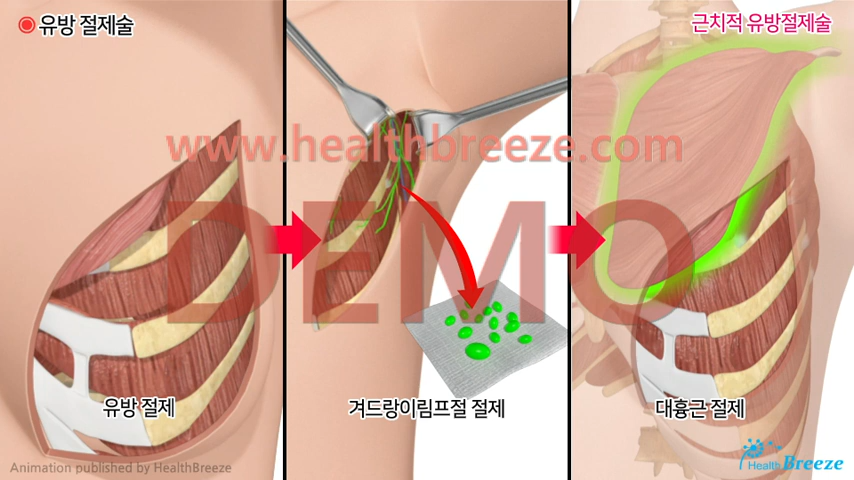 유방 절제술
근치적 유방절제술
www.healthbreeze.com
DEMO
유방 절제
겨드랑이림프절 절제
대흉근 절제
Animation published by HealthBreeze
Health Breeze